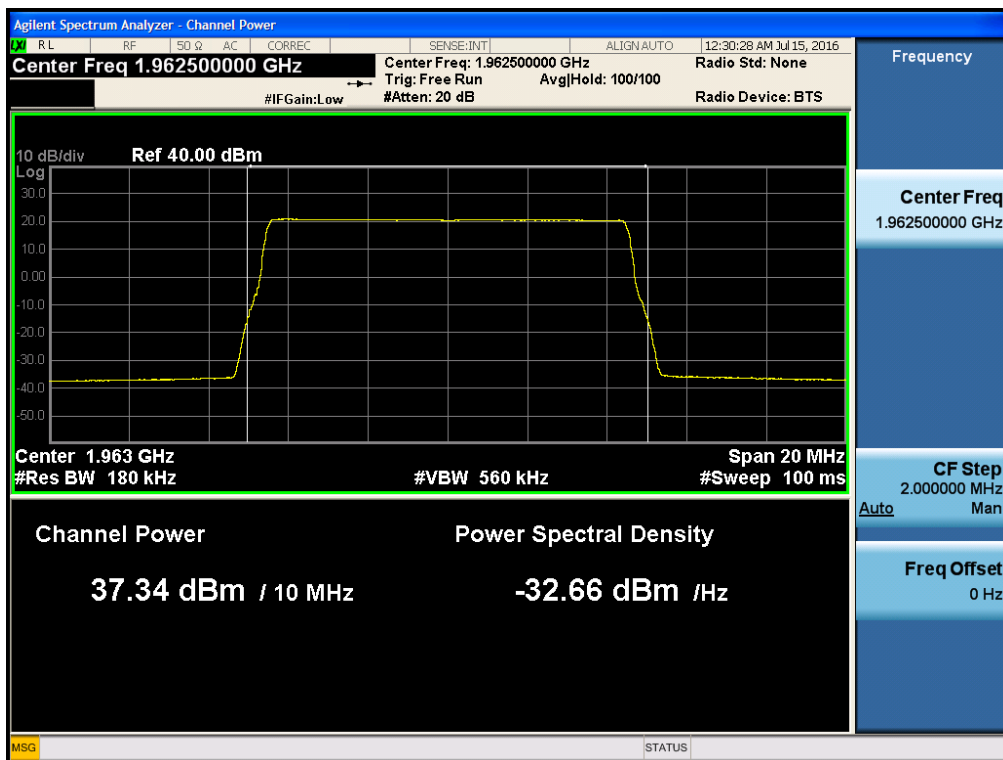 Agilent Spectrum Analyzer - Channel Power
LXI RL RF 50 Ω AC CORREC SENSE:INT ALIGN AUTO 12:30:28 AM Jul 15, 2016
Center Freq 1.962500000 GHz
Center Freq: 1.962500000 GHz
Radio Std: None
Trig: Free Run Avg|Hold: 100/100
#IFGain:Low
#Atten: 20 dB
Radio Device: BTS
Frequency
10 dB/div Ref 40.00 dBm
Log
30.0
20.0
10.0
0.00
-10.0
-20.0
-30.0
-40.0
-50.0
Center 1.963 GHz Span 20 MHz
#Res BW 180 kHz #VBW 560 kHz #Sweep 100 ms
Channel Power Power Spectral Density
37.34 dBm / 10 MHz -32.66 dBm /Hz
Center Freq
1.962500000 GHz
CF Step
2.000000 MHz
Auto Man
Freq Offset
0 Hz
MSG STATUS